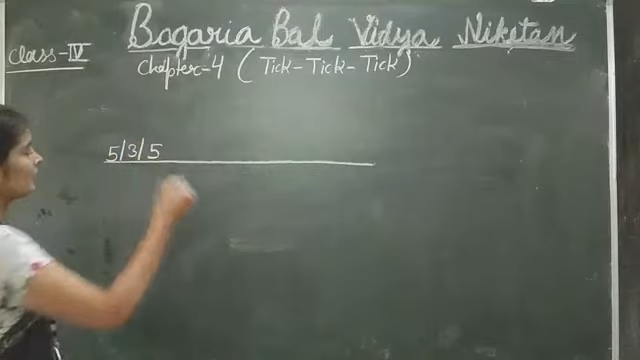 Bagaria Bal Vidya Niketan
Class-IV
Chapter-4 (Tick-Tick-Tick)
5/3/5